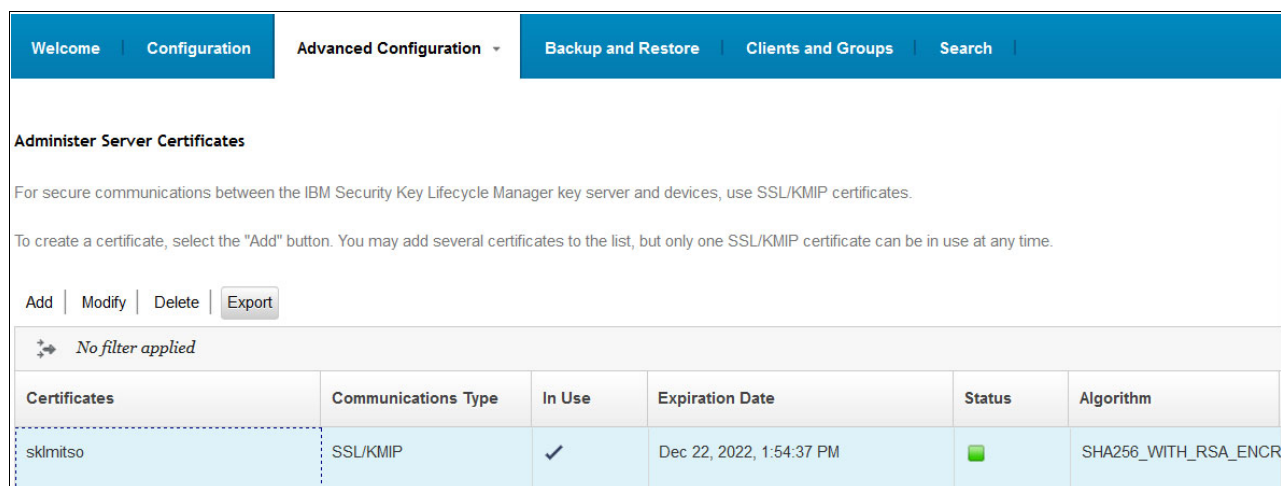 Welcome Configuration Advanced Configuration Backup and Restore Clients and Groups Search
Administer Server Certificates
For secure communications between the IBM Security Key Lifecycle Manager key server and devices, use SSL/KMIP certificates.
To create a certificate, select the "Add" button. You may add several certificates to the list, but only one SSL/KMIP certificate can be in use at any time.
Add Modify Delete Export
No filter applied
Certificates Communications Type In Use Expiration Date Status Algorithm
sklmitso SSL/KMIP Dec 22, 2022, 1:54:37 PM SHA256_WITH_RSA_ENCR